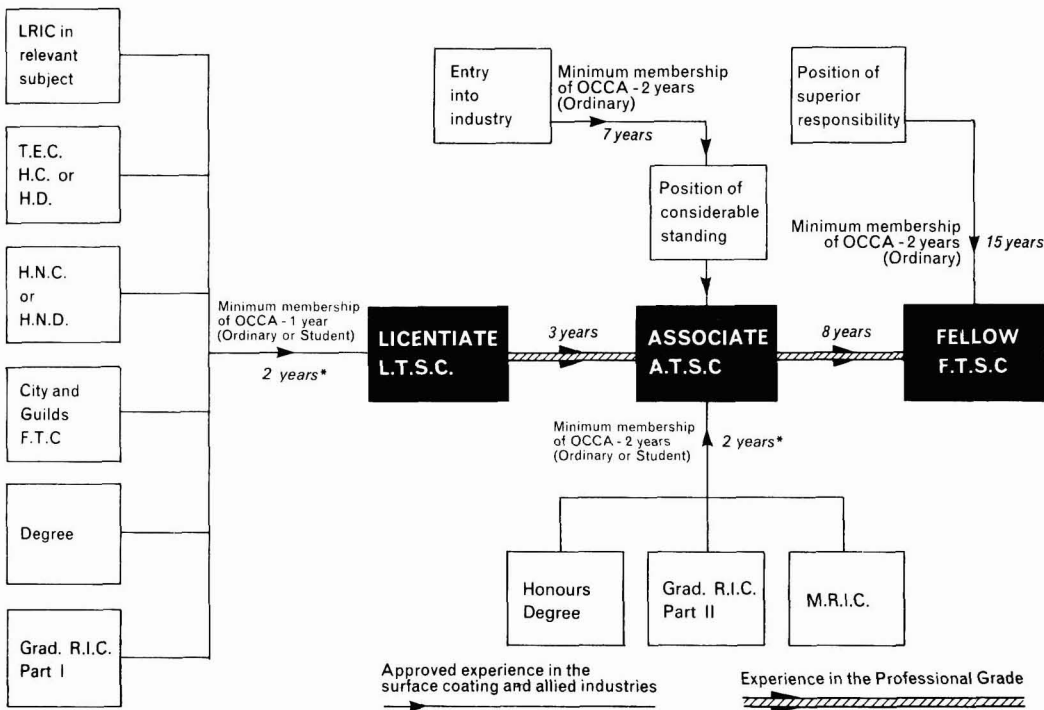 LRIC in
relevant
subject
T.E.C.
H.C. or
H.D.
H.N.C.
or
H.N.D.
City and
Guilds
F.T.C
Degree
Grad. R.I.C.
Part I
Minimum membership
of OCCA - 1 year
(Ordinary or Student)
2 years*
LICENTIATE
L.T.S.C.
3 years
Entry
into
industry
Minimum membership
of OCCA - 2 years
(Ordinary)
7 years
Position of
considerable
standing
ASSOCIATE
A.T.S.C
Minimum membership
of OCCA - 2 years
(Ordinary or Student)
2 years*
Honours
Degree
Grad. R.I.C.
Part II
M.R.I.C.
8 years
Position of
superior
responsibility
Minimum membership
of OCCA - 2 years
(Ordinary)
15 years
FELLOW
F.T.S.C
Approved experience in the
surface coating and allied industries
Experience in the Professional Grade